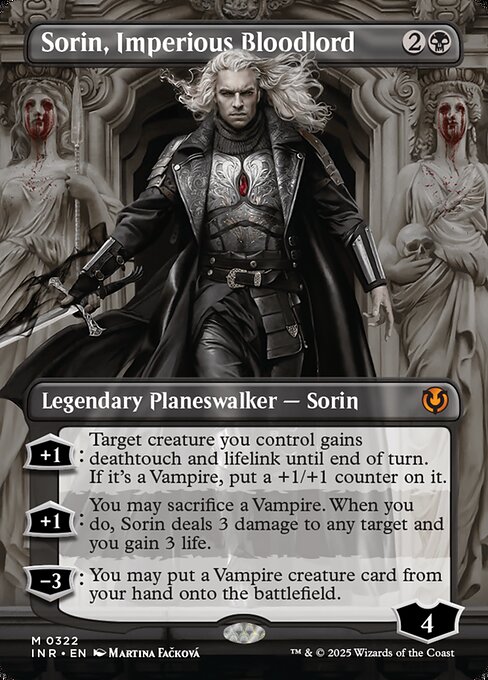 Sorin, Imperious Bloodlord 2
Legendary Planeswalker — Sorin
+1 : Target creature you control gains
deathtouch and lifelink until end of turn.
If it's a Vampire, put a +1/+1 counter on it.
+1 : You may sacrifice a Vampire. When you
do, Sorin deals 3 damage to any target and
you gain 3 life.
−3 : You may put a Vampire creature card from
your hand onto the battlefield.
4
M 0322
INR • EN Martina Fačková
™ & © 2025 Wizards of the Coast